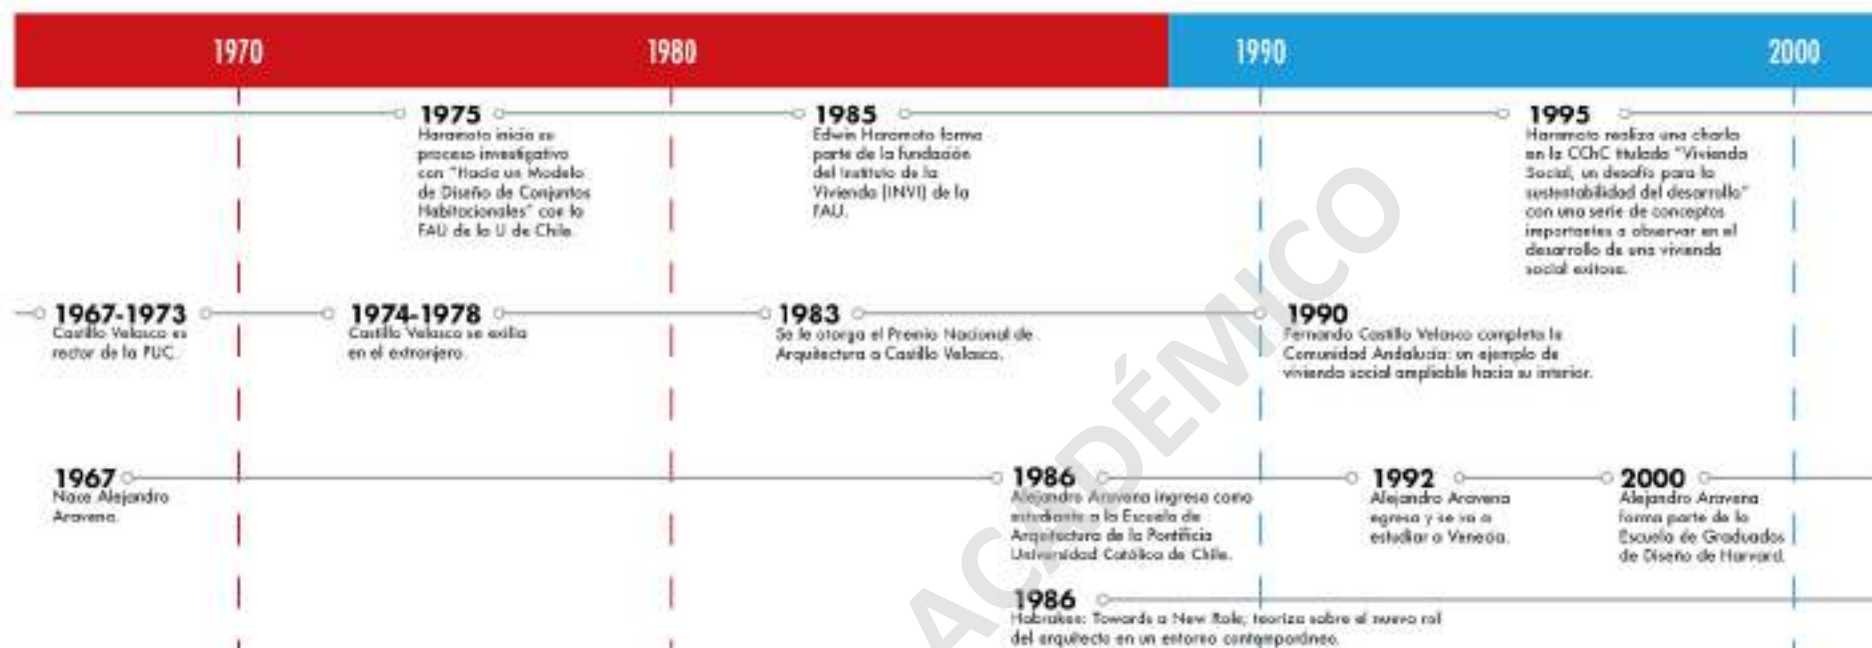 1970
1980
1990
2000
1975
Haramoto inicia su
proceso investigativo
con "Hacia un Modelo
de Diseño de Conjuntos
Habitacionales" con la
FAU de la U de Chile.
1985
Edwin Haramoto forma
parte de la fundación
del Instituto de la
Vivienda (INVI) de la
FAU.
1995
Haramoto realiza una charla
en la CChC titulada "Vivienda
Social, un desafío para la
sustentabilidad del desarrollo"
con una serie de conceptos
importantes a observar en el
desarrollo de una vivienda
social exitosa.
1967-1973
Castillo Velasco es
rector de la PUC.
1974-1978
Castillo Velasco se exilia
en el extranjero.
1983
Se le otorga el Premio Nacional de
Arquitectura a Castillo Velasco.
1990
Fernando Castillo Velasco completa la
Comunidad Andalucía: un ejemplo de
vivienda social ampliable hacia su interior.
1967
Nace Alejandro
Aravena.
1986
Alejandro Aravena ingresa como
estudiante a la Escuela de
Arquitectura de la Pontificia
Universidad Católica de Chile.
1992
Alejandro Aravena
egresa y se va a
estudiar a Venecia.
2000
Alejandro Aravena
forma parte de la
Escuela de Graduados
de Diseño de Harvard.
1986
Habraken: Towards a New Role; teoriza sobre el nuevo rol
del arquitecto en un entorno contemporáneo.
ACADÉMICO